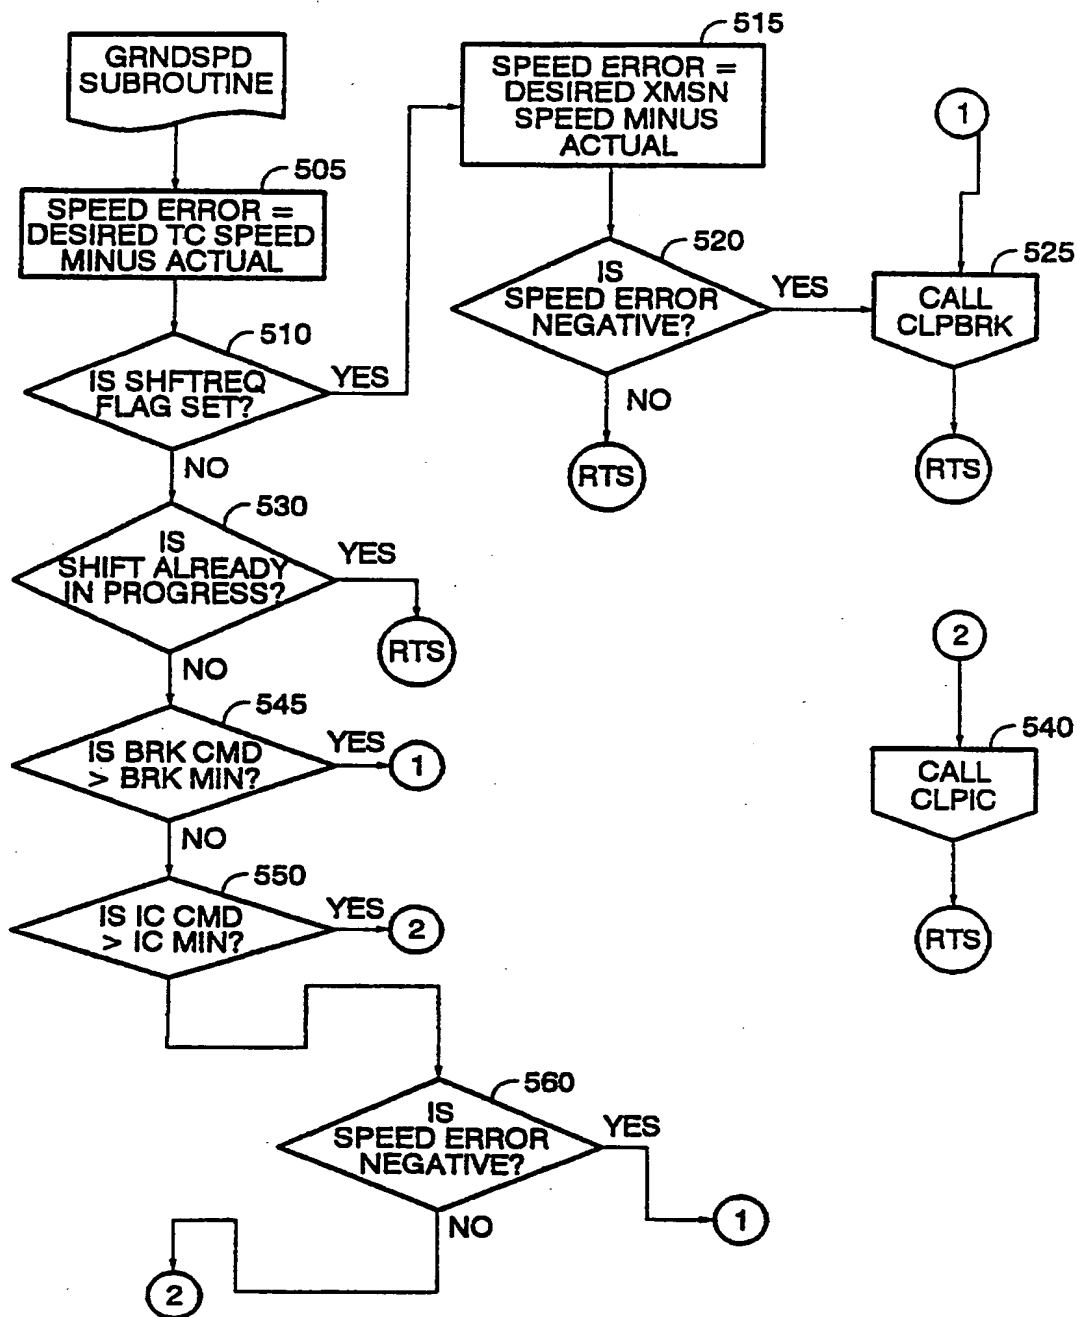 GRNDSPD
SUBROUTINE
505
SPEED ERROR =
DESIRED TC SPEED
MINUS ACTUAL
510
IS SHFTREQ
FLAG SET?
YES
NO
515
SPEED ERROR =
DESIRED XMSN
SPEED MINUS
ACTUAL
520
IS
SPEED ERROR
NEGATIVE?
YES
NO
RTS
1
525
CALL
CLPBRK
RTS
530
IS
SHIFT ALREADY
IN PROGRESS?
YES
RTS
NO
545
IS BRK CMD
> BRK MIN?
YES
1
NO
550
IS IC CMD
> IC MIN?
YES
2
2
540
CALL
CLPIC
RTS
560
IS
SPEED ERROR
NEGATIVE?
YES
1
NO
2